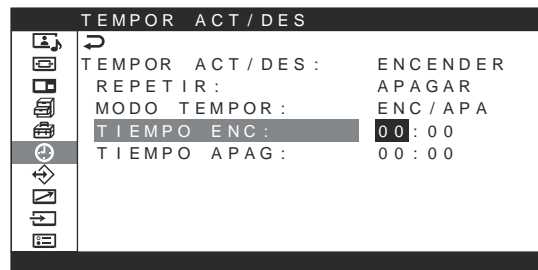 TEMPOR ACT/DES
TEMPOR ACT/DES: ENCENDER
REPETIR: APAGAR
MODO TEMPOR: ENC/APA
TIEMPO ENC: 00:00
TIEMPO APAG: 00:00